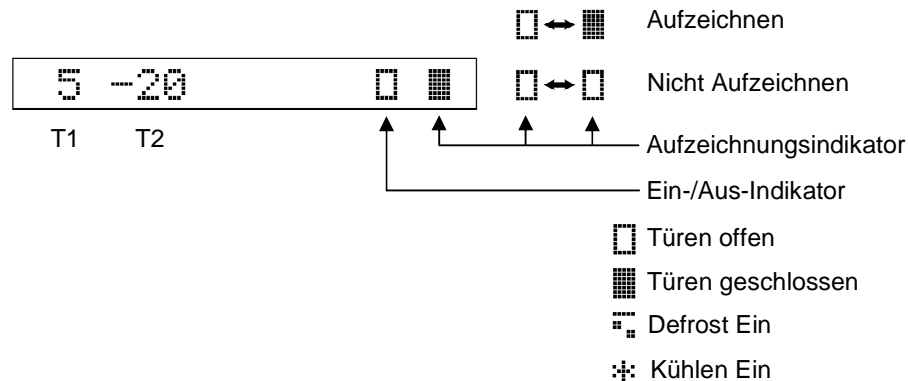 Aufzeichnen
5 -20
Nicht Aufzeichnen
T1 T2
Aufzeichnungsindikator
Ein-/Aus-Indikator
Türen offen
Türen geschlossen
Defrost Ein
Kühlen Ein